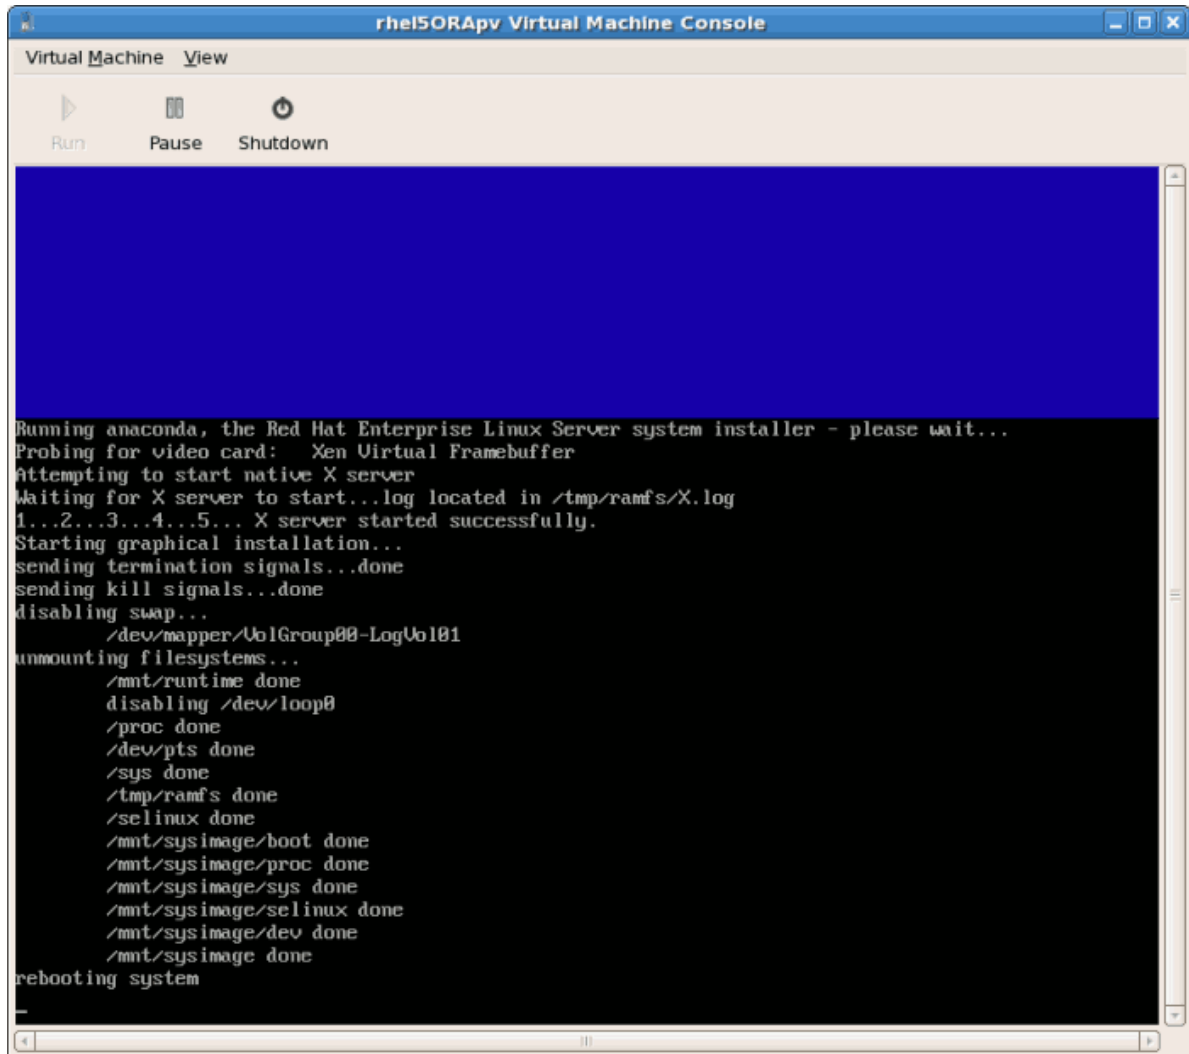 rhel5ORApv Virtual Machine Console
Virtual Machine View
Run Pause Shutdown
Running anaconda, the Red Hat Enterprise Linux Server system installer - please wait...
Probing for video card:   Xen Virtual Framebuffer
Attempting to start native X server
Waiting for X server to start...log located in /tmp/ramfs/X.log
1...2...3...4...5... X server started successfully.
Starting graphical installation...
sending termination signals...done
sending kill signals...done
disabling swap...
/dev/mapper/VolGroup00-LogVol01
unmounting filesystems...
/mnt/runtime done
disabling /dev/loop0
/proc done
/dev/pts done
/sys done
/tmp/ramfs done
/selinux done
/mnt/sysimage/boot done
/mnt/sysimage/proc done
/mnt/sysimage/sys done
/mnt/sysimage/selinux done
/mnt/sysimage/dev done
/mnt/sysimage done
rebooting system